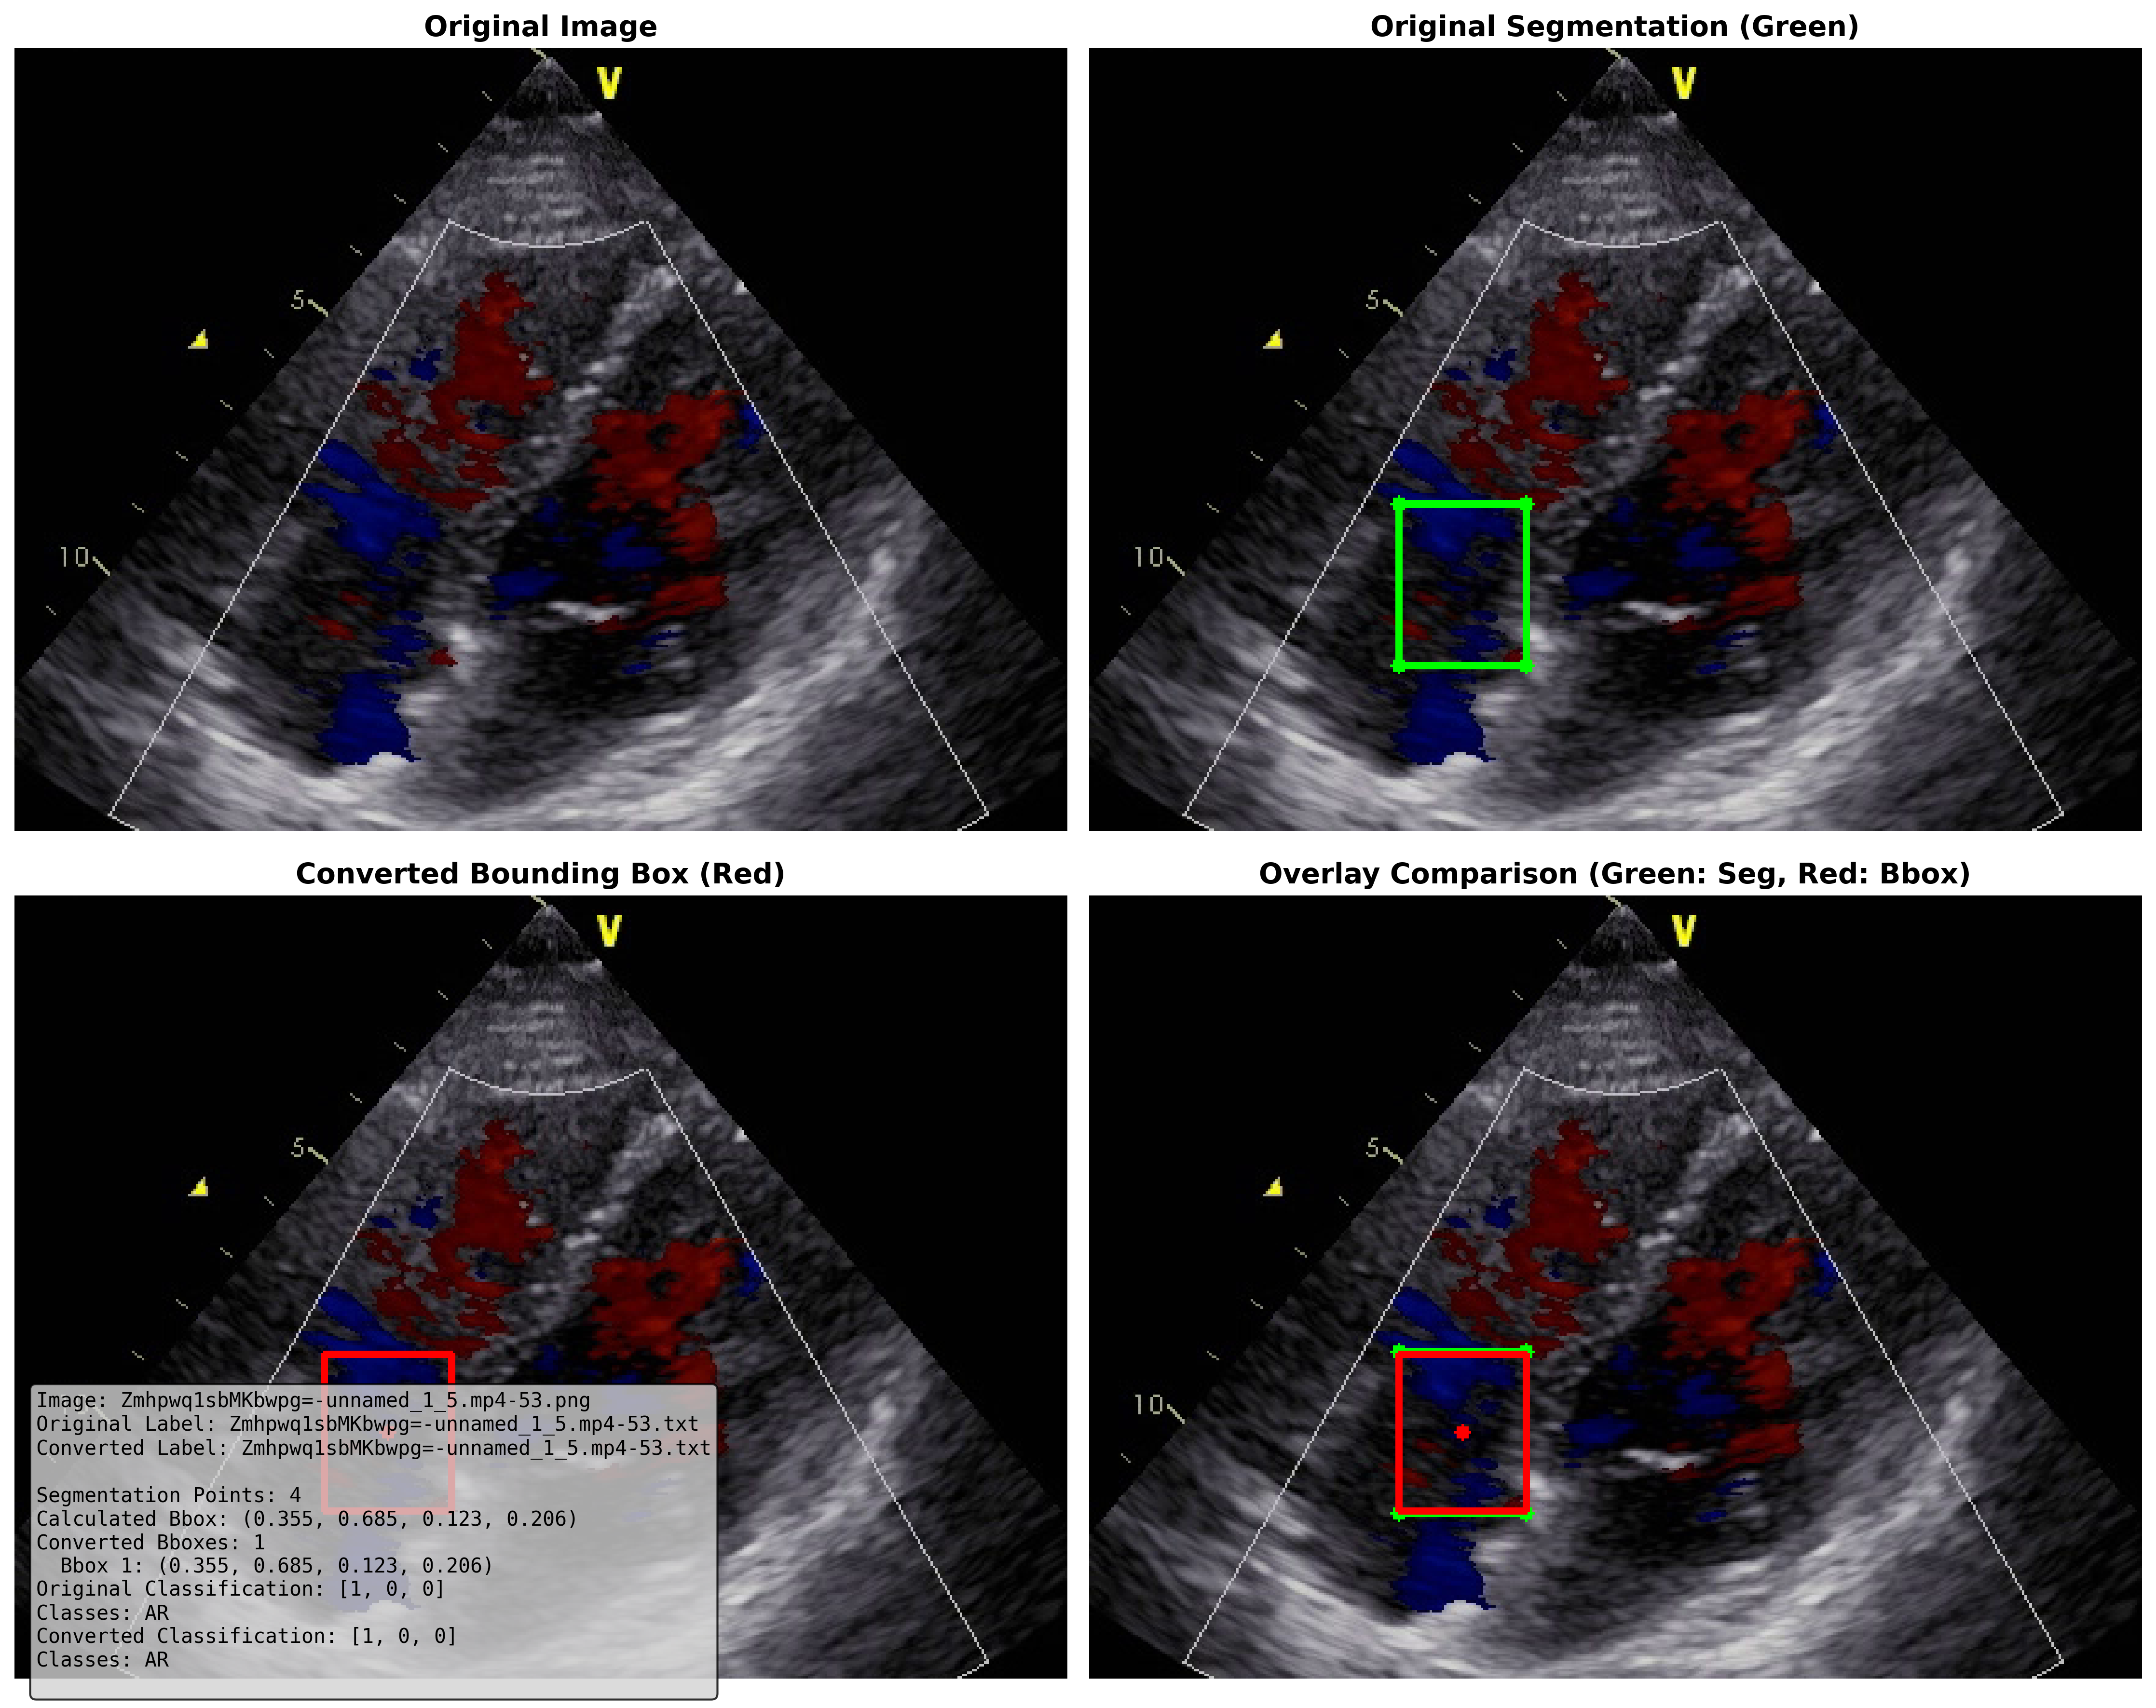 Original Image
Original Segmentation (Green)
V
5
10
V
5
10
Converted Bounding Box (Red)
Overlay Comparison (Green: Seg, Red: Bbox)
V
5
V
5
10
Image: Zmhpwq1sbMKbwpg=-unnamed_1_5.mp4-53.png
Original Label: Zmhpwq1sbMKbwpg=-unnamed_1_5.mp4-53.txt
Converted Label: Zmhpwq1sbMKbwpg=-unnamed_1_5.mp4-53.txt
Segmentation Points: 4
Calculated Bbox: (0.355, 0.685, 0.123, 0.206)
Converted Bboxes: 1
Bbox 1: (0.355, 0.685, 0.123, 0.206)
Original Classification: [1, 0, 0]
Classes: AR
Converted Classification: [1, 0, 0]
Classes: AR